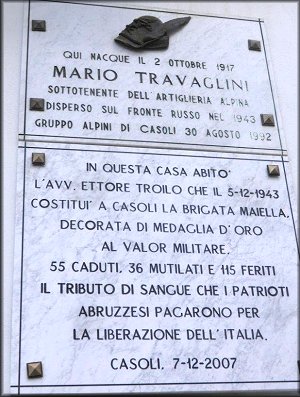 QUI NACQUE IL 2 OTTOBRE 1917
MARIO TRAVAGLINI
SOTTOTENENTE DELL'ARTIGLIERIA ALPINA
DISPERSO SUL FRONTE RUSSO NEL 1943
GRUPPO ALPINI DI CASOLI 30 AGOSTO 1992
IN QUESTA CASA ABITO'
L'AVV. ETTORE TROILO CHE IL 5-12-1943
COSTITUI' A CASOLI LA BRIGATA MAIELLA,
DECORATA DI MEDAGLIA D'ORO
AL VALOR MILITARE.
55 CADUTI, 36 MUTILATI E 115 FERITI
IL TRIBUTO DI SANGUE CHE I PATRIOTI
ABRUZZESI PAGARONO PER
LA LIBERAZIONE DELL'ITALIA.
CASOLI, 7-12-2007